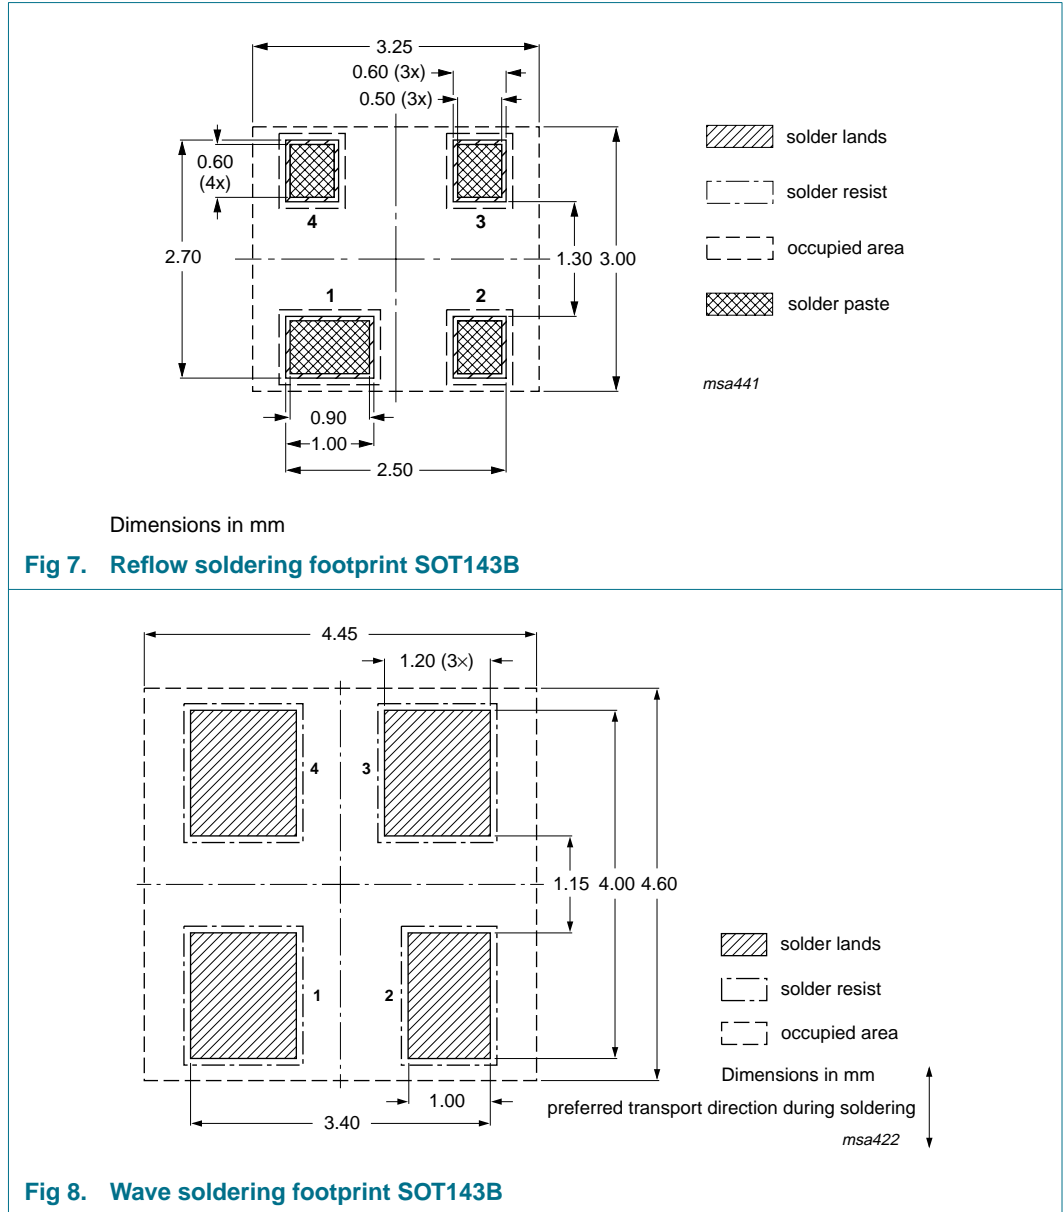 3.25
0.60 (3x)
0.50 (3x)
solder lands
0.60
(4x)
solder resist
4
3
2.70
1.30 3.00
occupied area
1
2
solder paste
msa441
0.90
1.00
2.50
Dimensions in mm
Fig 7. Reflow soldering footprint SOT143B
4.45
1.20 (3×)
4
3
1.15 4.00 4.60
solder lands
1
2
solder resist
occupied area
Dimensions in mm
1.00
preferred transport direction during soldering
3.40
msa422
Fig 8. Wave soldering footprint SOT143B